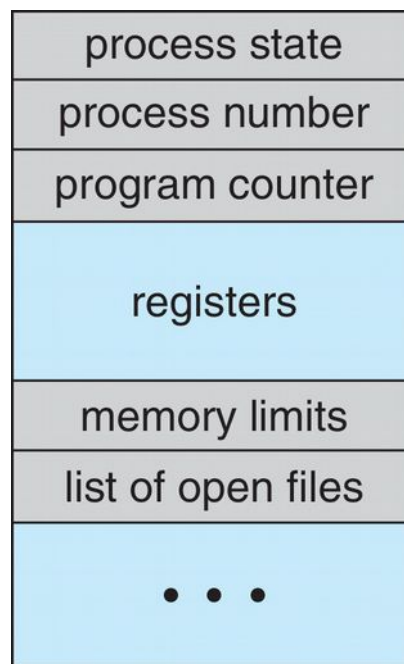 process state
process number
program counter
registers
memory limits
list of open files
• • •